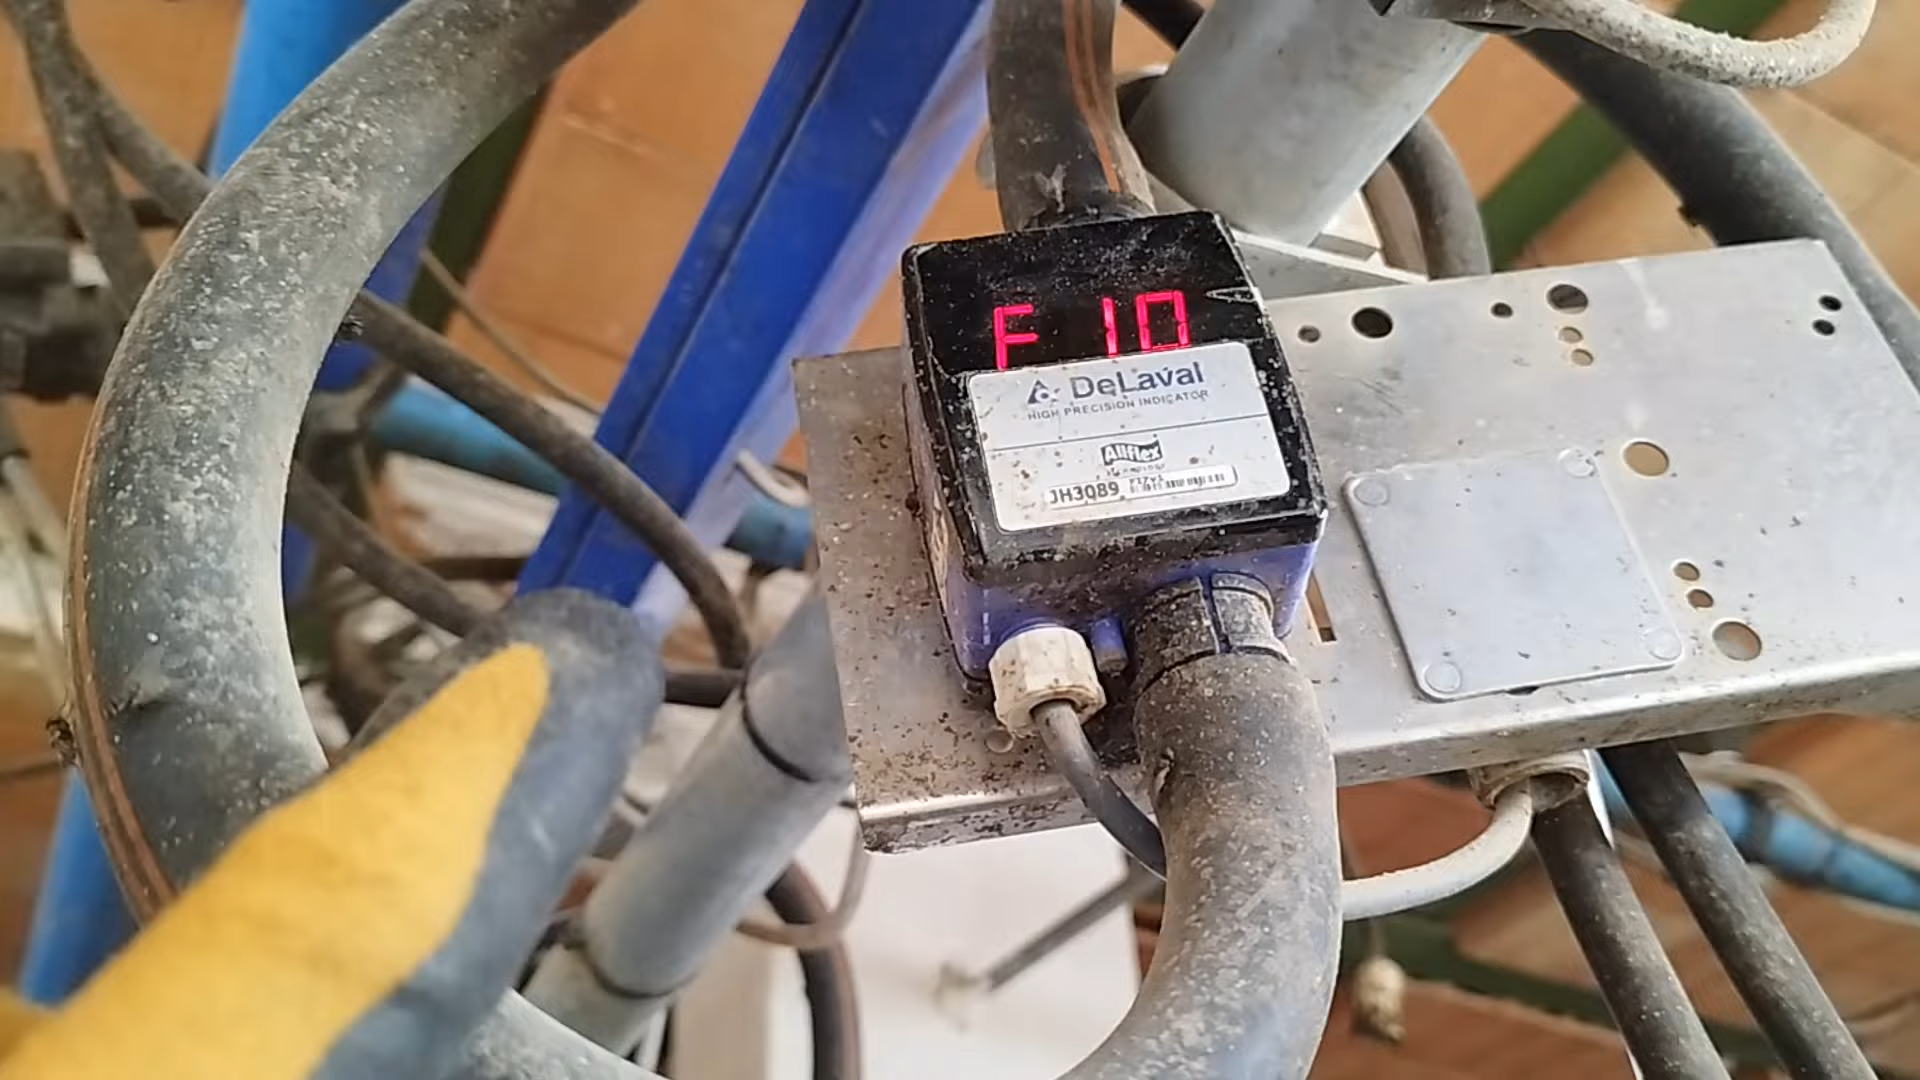 F 10
DeLaval
HIGH PRECISION INDICATOR
Allflex
JH3089